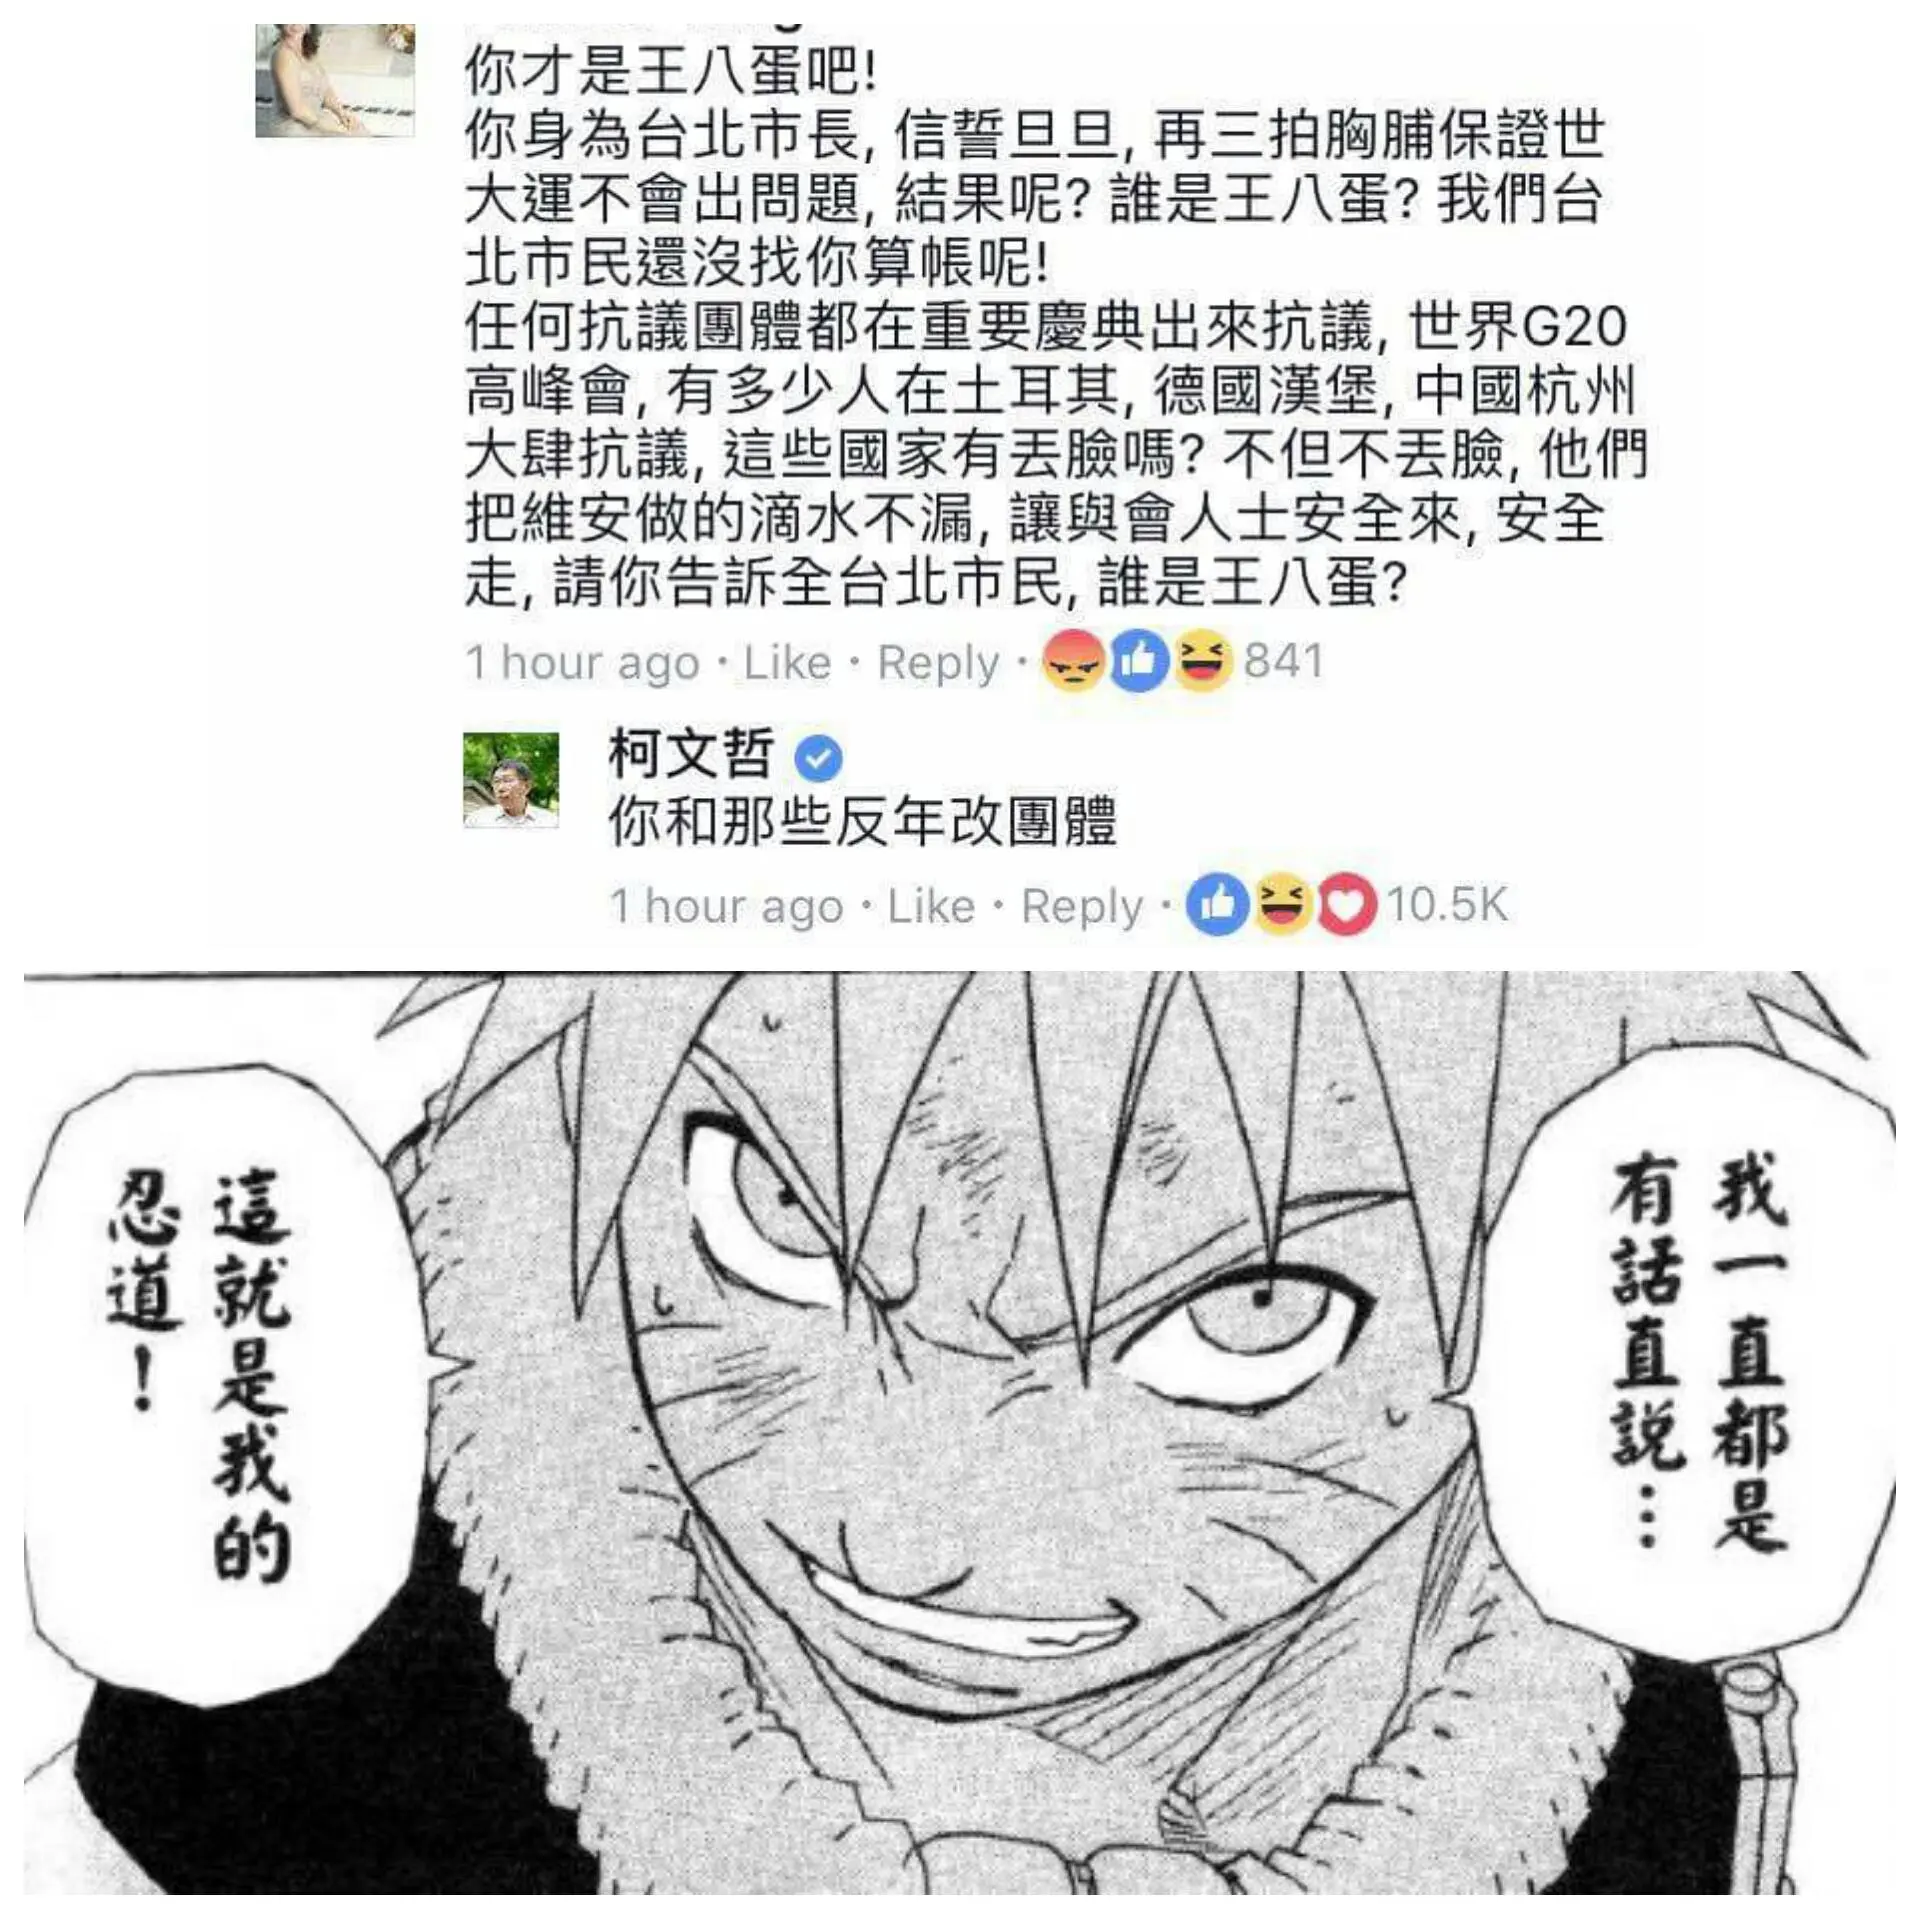 你才是王八蛋吧!
你身為台北市長, 信誓旦旦, 再三拍胸脯保證世
大運不會出問題, 結果呢? 誰是王八蛋? 我們台
北市民還沒找你算帳呢!
任何抗議團體都在重要慶典出來抗議, 世界G20
高峰會, 有多少人在土耳其, 德國漢堡, 中國杭州
大肆抗議, 這些國家有丟臉嗎? 不但不丟臉, 他們
把維安做的滴水不漏, 讓與會人士安全來, 安全
走, 請你告訴全台北市民, 誰是王八蛋?
1 hour ago · Like · Reply · 841
柯文哲
你和那些反年改團體
1 hour ago · Like · Reply · 10.5K
我一直都是
有話直説…
這就是我的
忍道！